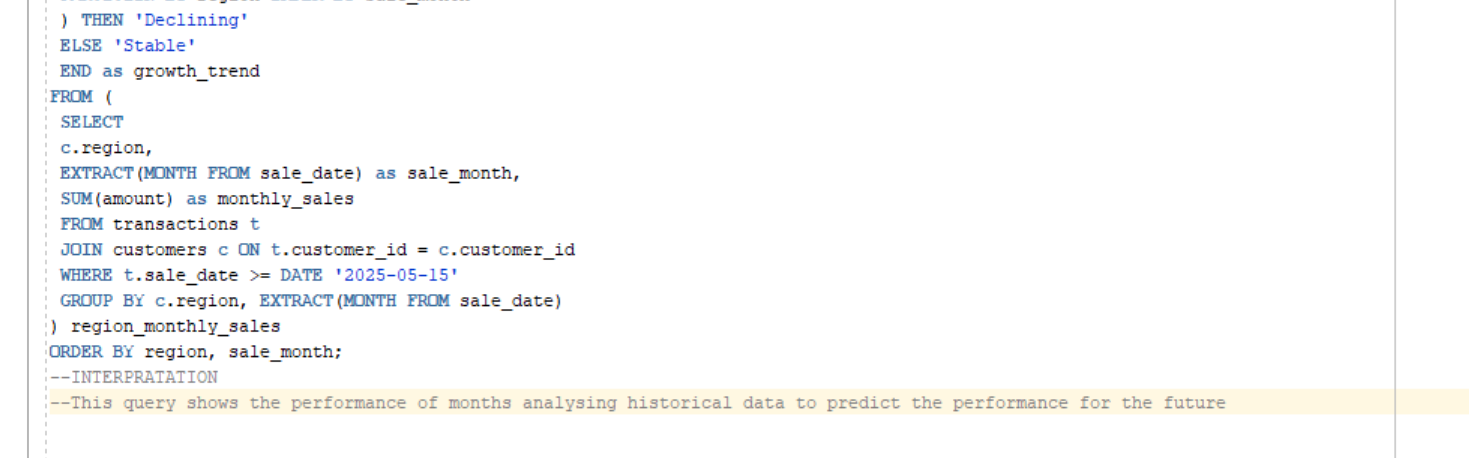 ) THEN 'Declining'
ELSE 'Stable'
END as growth_trend
FROM (
SELECT
c.region,
EXTRACT(MONTH FROM sale_date) as sale_month,
SUM(amount) as monthly_sales
FROM transactions t
JOIN customers c ON t.customer_id = c.customer_id
WHERE t.sale_date >= DATE '2025-05-15'
GROUP BY c.region, EXTRACT(MONTH FROM sale_date)
) region_monthly_sales
ORDER BY region, sale_month;
--INTERPRATATION
--This query shows the performance of months analysing historical data to predict the performance for the future